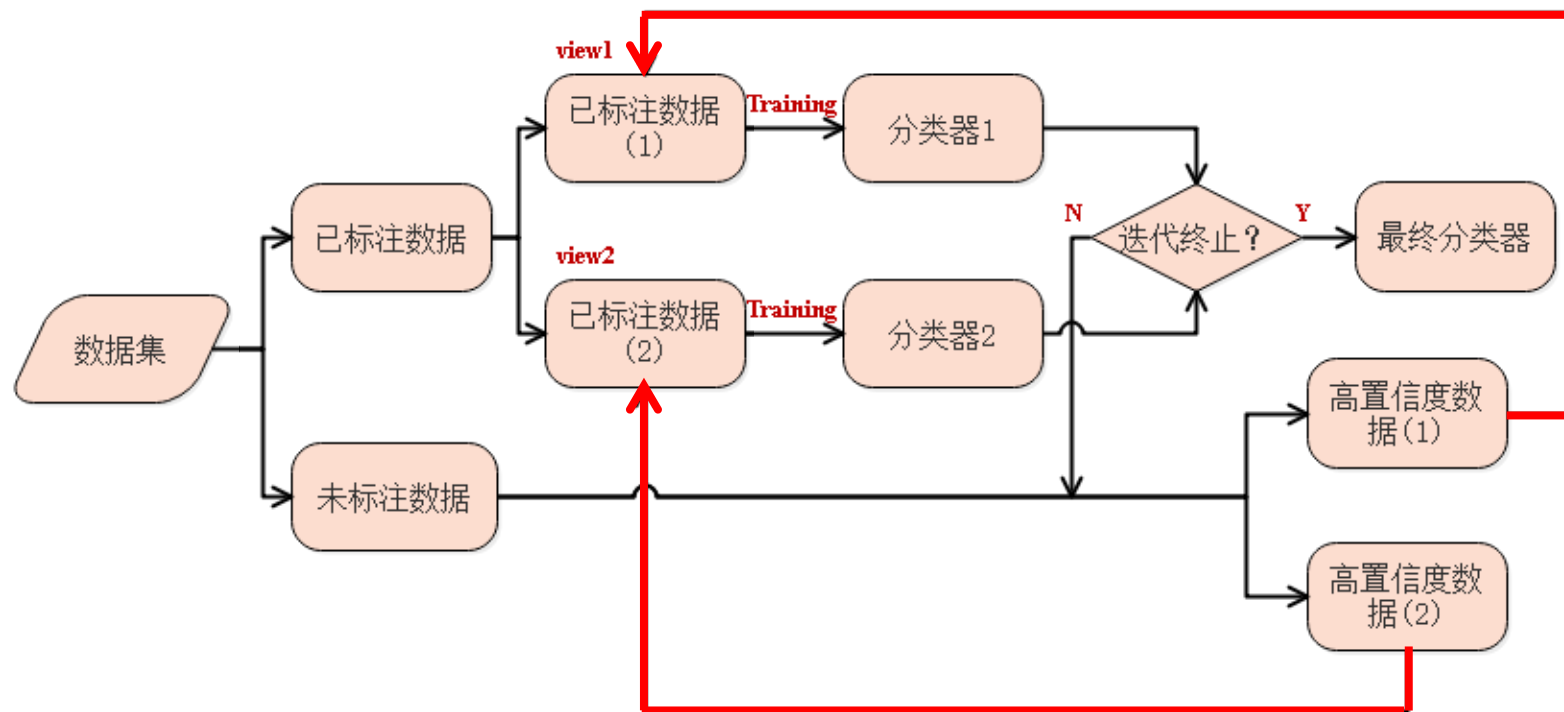 view1
已标注数据
(1)
Training
分类器1
已标注数据
N
迭代终止?
Y
最终分类器
view2
已标注数据
(2)
Training
分类器2
数据集
高置信度数
据(1)
未标注数据
高置信度数
据(2)